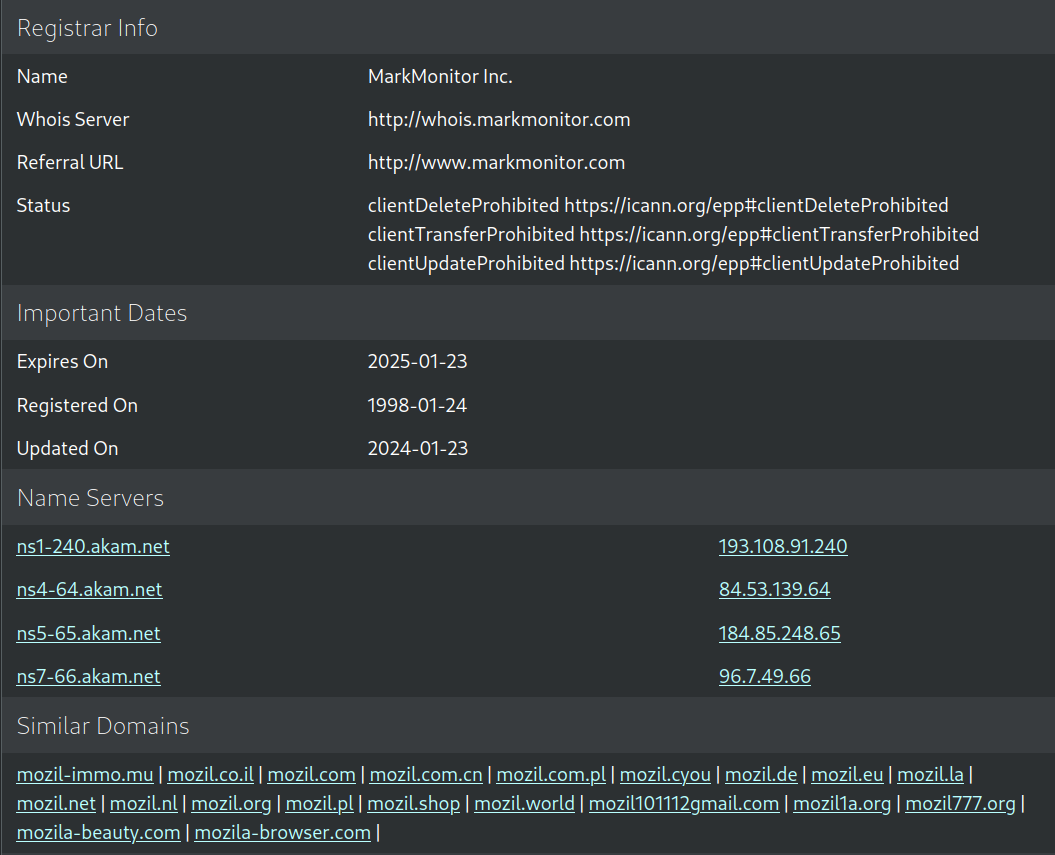 Registrar Info
Name MarkMonitor Inc.
Whois Server http://whois.markmonitor.com
Referral URL http://www.markmonitor.com
Status clientDeleteProhibited https://icann.org/epp#clientDeleteProhibited
clientTransferProhibited https://icann.org/epp#clientTransferProhibited
clientUpdateProhibited https://icann.org/epp#clientUpdateProhibited
Important Dates
Expires On 2025-01-23
Registered On 1998-01-24
Updated On 2024-01-23
Name Servers
ns1-240.akam.net 193.108.91.240
ns4-64.akam.net 84.53.139.64
ns5-65.akam.net 184.85.248.65
ns7-66.akam.net 96.7.49.66
Similar Domains
mozil-immo.mu | mozil.co.il | mozil.com | mozil.com.cn | mozil.com.pl | mozil.cyou | mozil.de | mozil.eu | mozil.la |
mozil.net | mozil.nl | mozil.org | mozil.pl | mozil.shop | mozil.world | mozil101112gmail.com | mozil1a.org | mozil777.org |
mozila-beauty.com | mozila-browser.com |